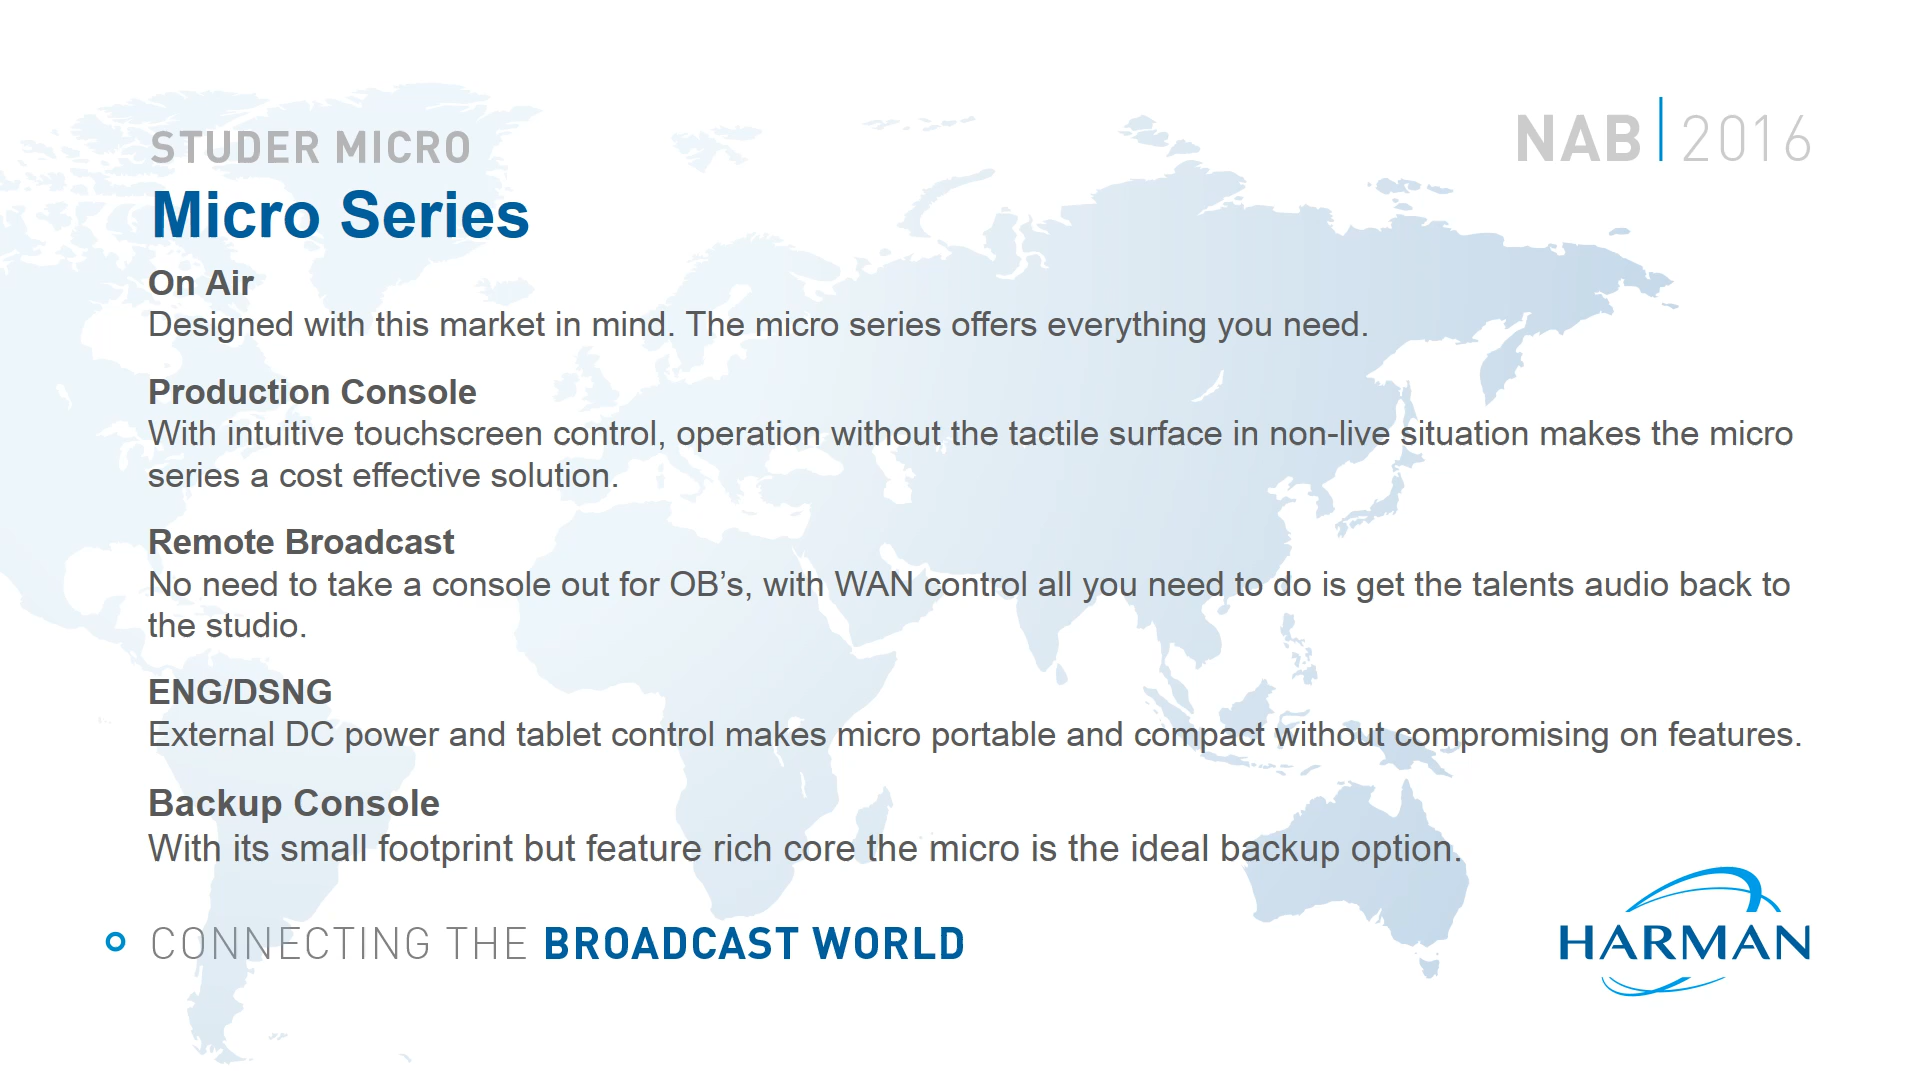 STUDER MICRO
NAB | 2016
Micro Series
On Air
Designed with this market in mind. The micro series offers everything you need.
Production Console
With intuitive touchscreen control, operation without the tactile surface in non-live situation makes the micro
series a cost effective solution.
Remote Broadcast
No need to take a console out for OB’s, with WAN control all you need to do is get the talents audio back to
the studio.
ENG/DSNG
External DC power and tablet control makes micro portable and compact without compromising on features.
Backup Console
With its small footprint but feature rich core the micro is the ideal backup option.
CONNECTING THE BROADCAST WORLD
HARMAN